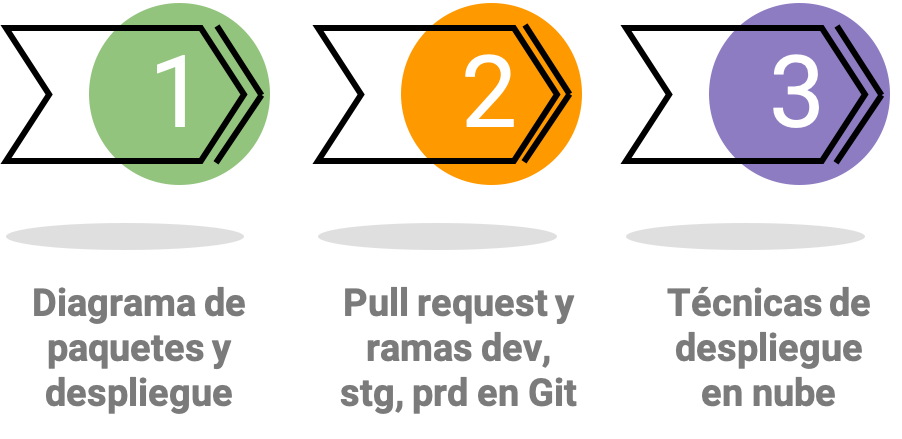 1
2
3
Diagrama de
paquetes y
despliegue
Pull request y
ramas dev,
stg, prd en Git
Técnicas de
despliegue
en nube